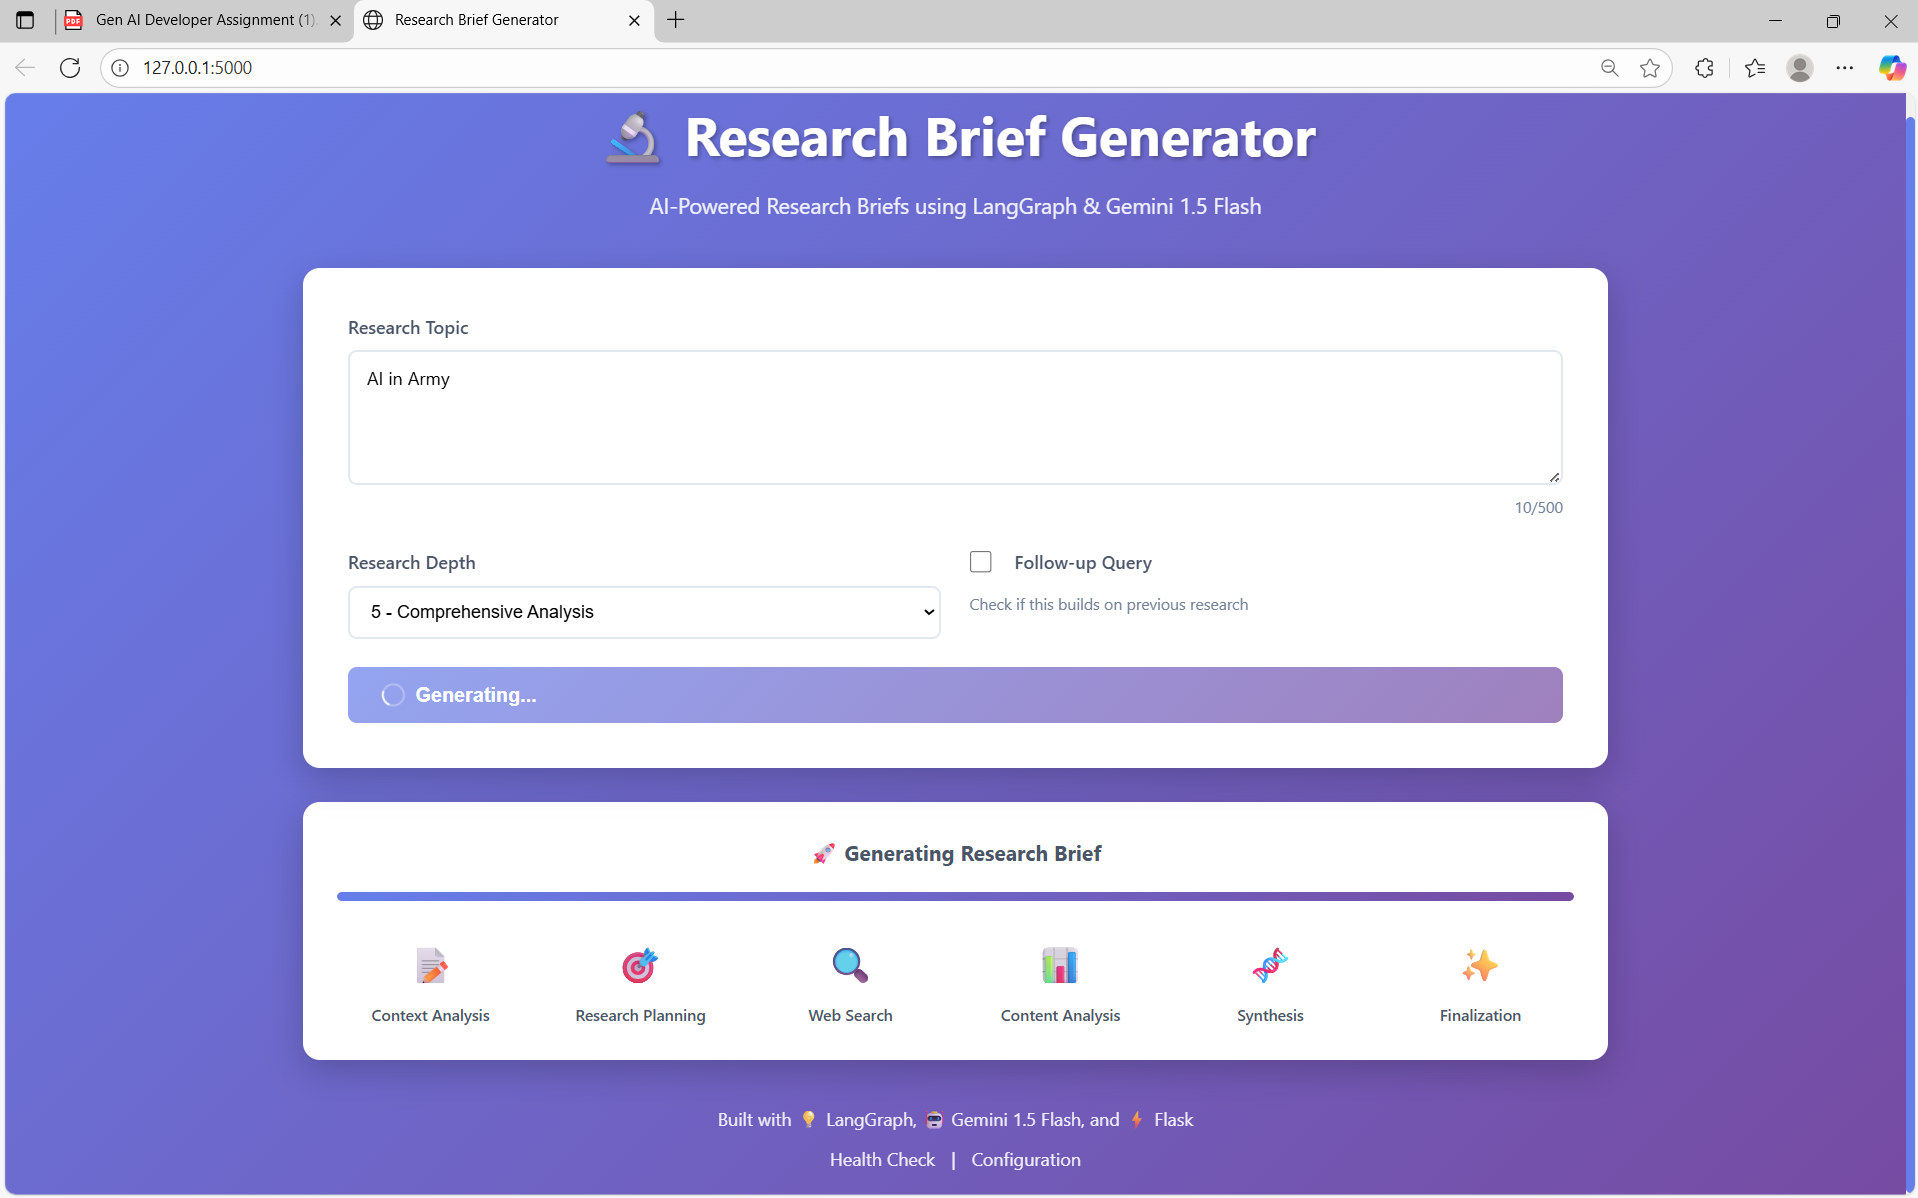 Gen AI Developer Assignment (1).
Research Brief Generator
127.0.0.1:5000
Research Brief Generator
AI-Powered Research Briefs using LangGraph & Gemini 1.5 Flash
Research Topic
AI in Army
10/500
Research Depth
Follow-up Query
5 - Comprehensive Analysis
Check if this builds on previous research
Generating...
Generating Research Brief
Context Analysis
Research Planning
Web Search
Content Analysis
Synthesis
Finalization
Built with LangGraph, Gemini 1.5 Flash, and Flask
Health Check | Configuration